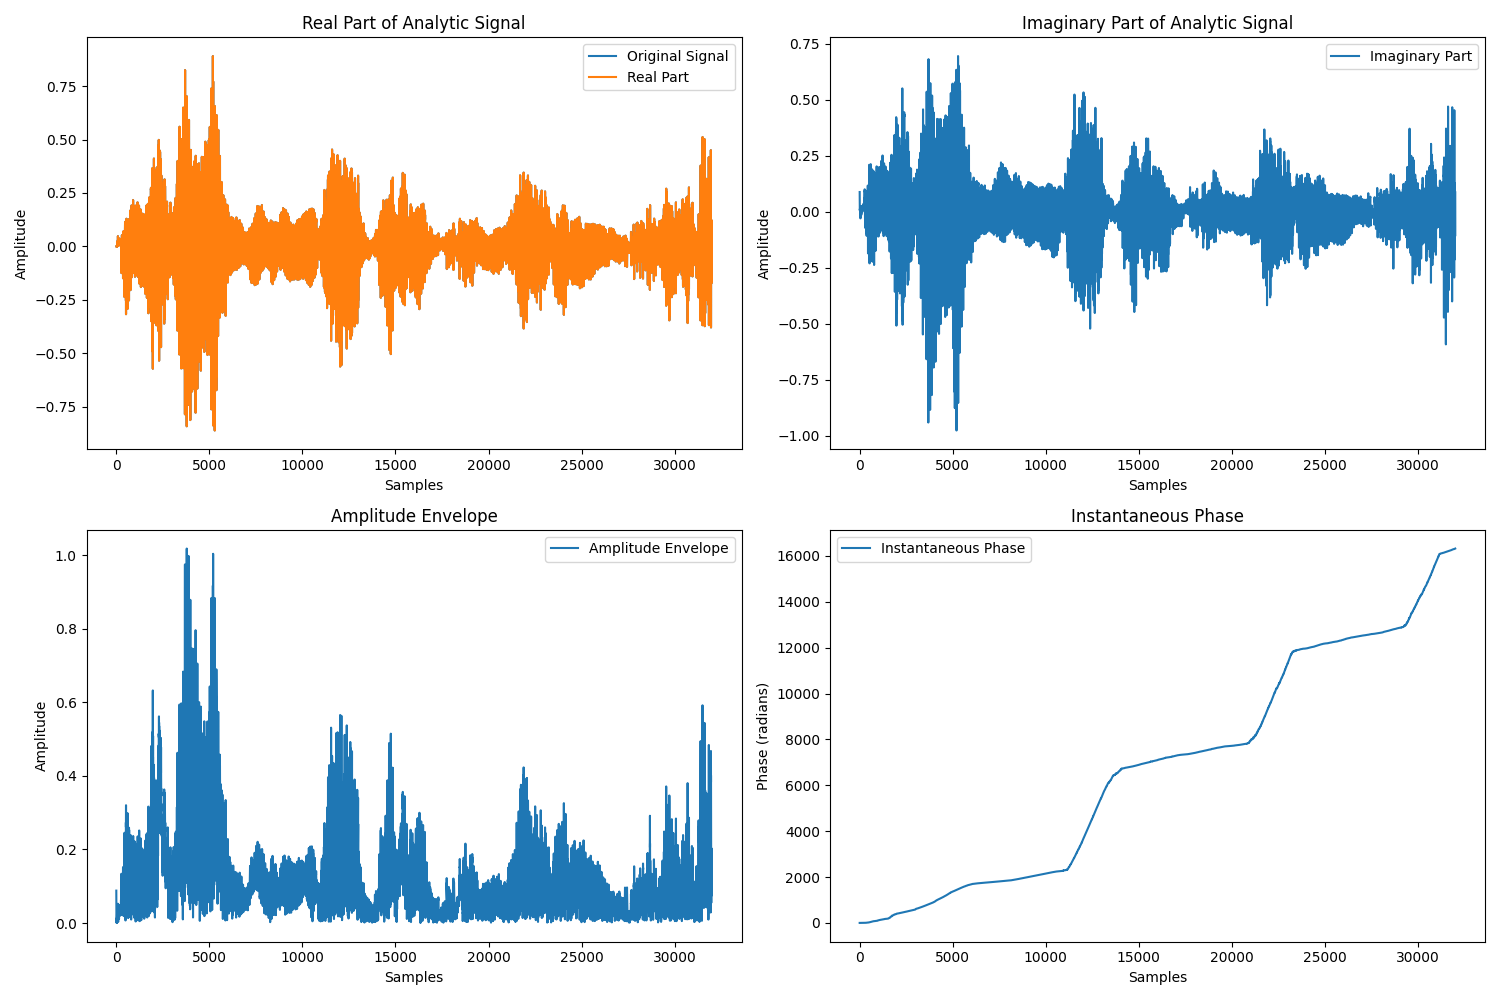 Real Part of Analytic Signal
Original Signal
Real Part
Amplitude
0.75
0.50
0.25
0.00
−0.25
−0.50
−0.75
0 5000 10000 15000 20000 25000 30000
Samples
Imaginary Part of Analytic Signal
Imaginary Part
Amplitude
0.75
0.50
0.25
0.00
−0.25
−0.50
−0.75
−1.00
0 5000 10000 15000 20000 25000 30000
Samples
Amplitude Envelope
Amplitude Envelope
Amplitude
1.0
0.8
0.6
0.4
0.2
0.0
0 5000 10000 15000 20000 25000 30000
Samples
Instantaneous Phase
Instantaneous Phase
Phase (radians)
16000
14000
12000
10000
8000
6000
4000
2000
0
0 5000 10000 15000 20000 25000 30000
Samples